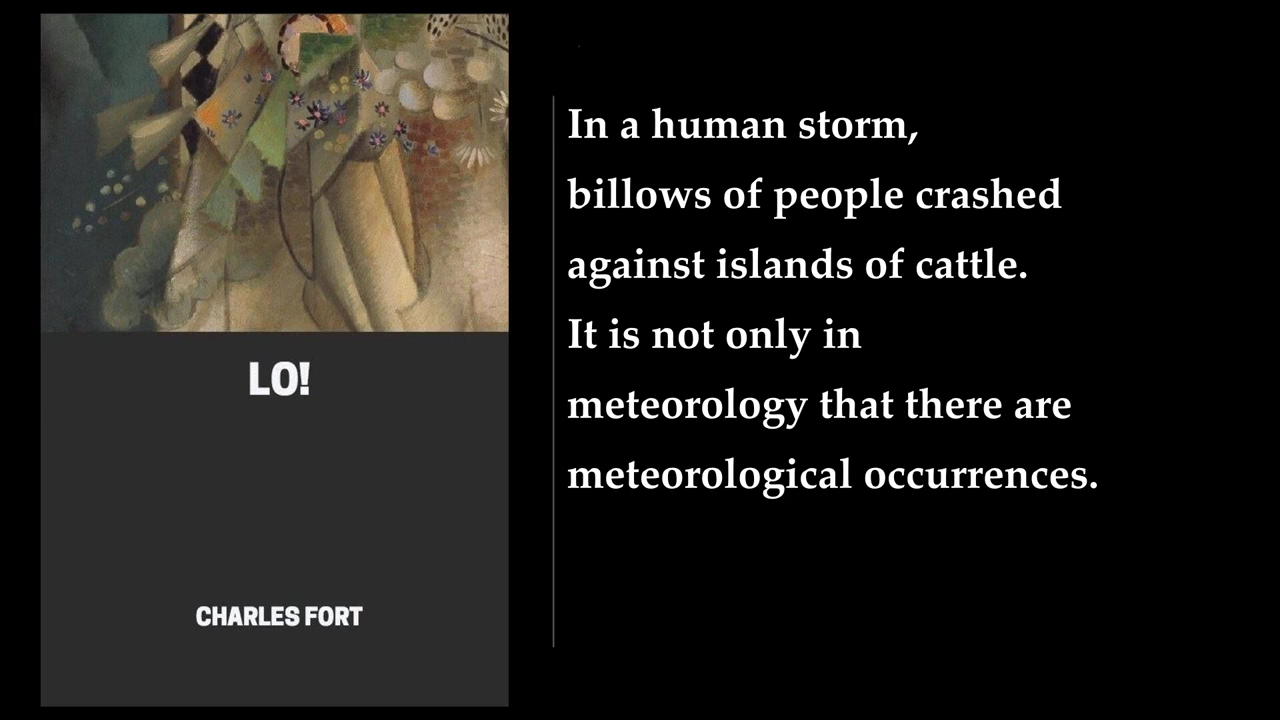 LO!
CHARLES FORT
In a human storm,
billows of people crashed
against islands of cattle.
It is not only in
meteorology that there are
meteorological occurrences.